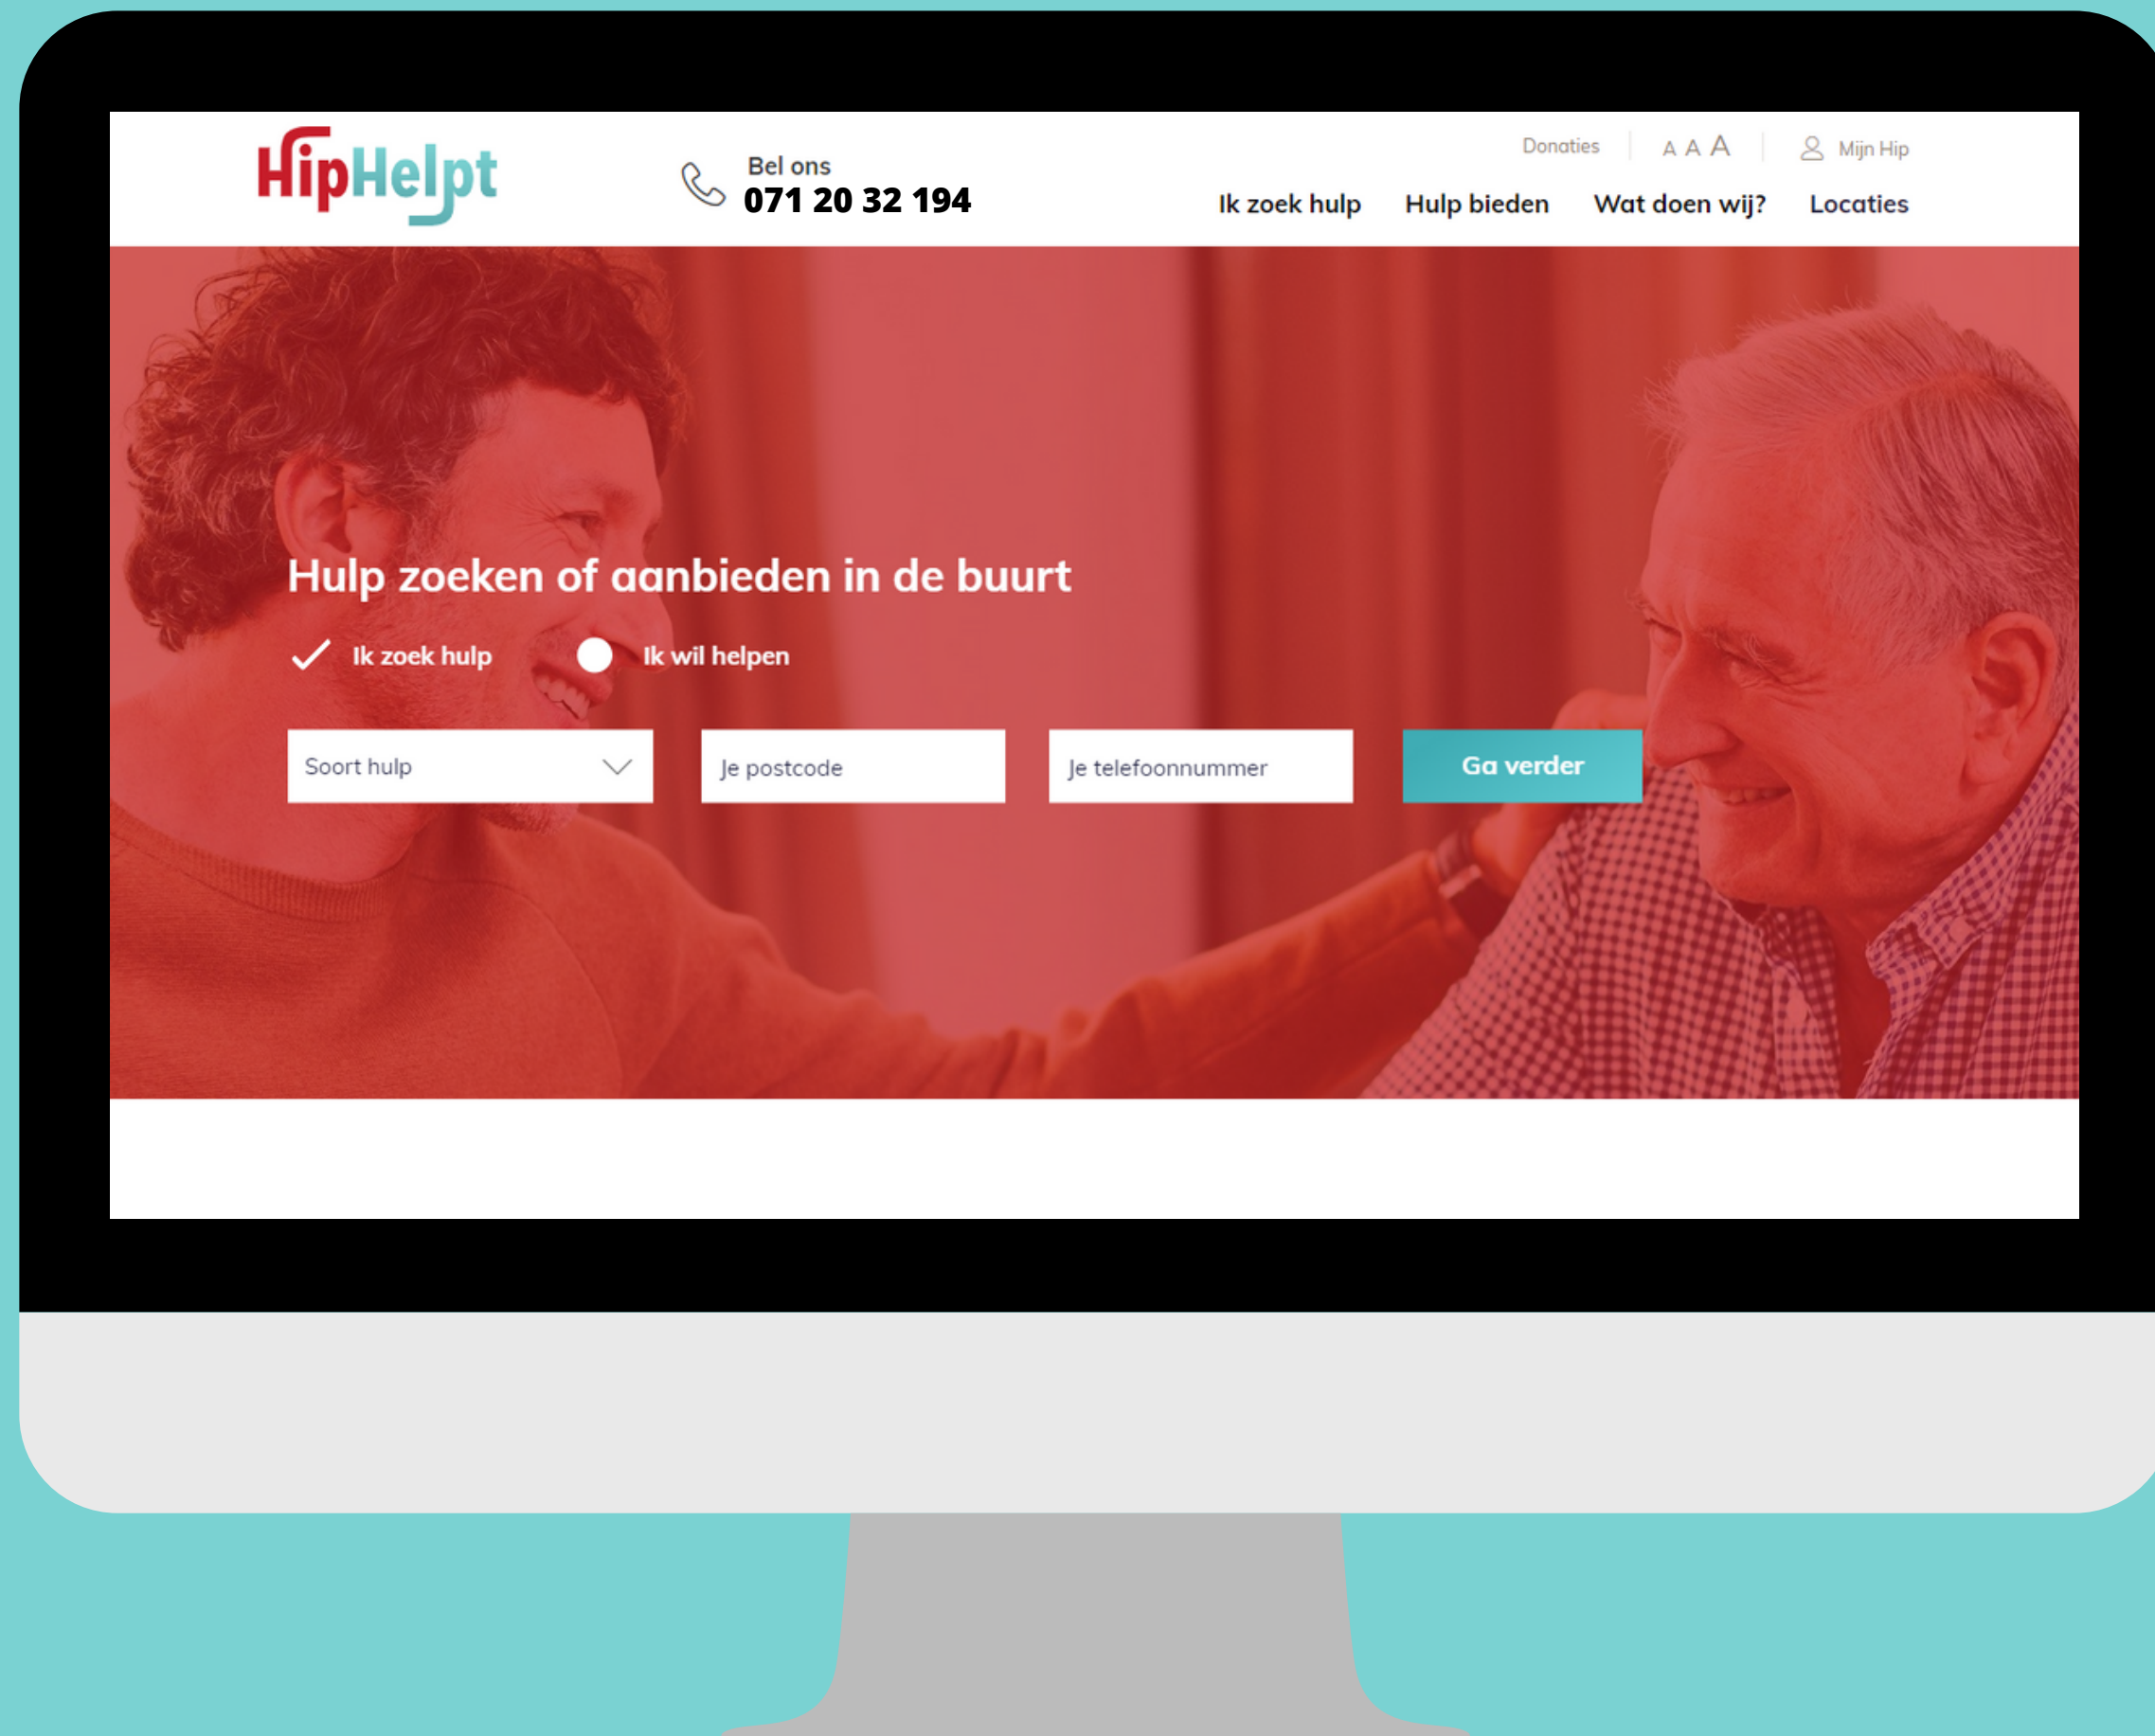 HipHelpt
Bel ons
071 20 32 194
Donaties
A A A
Mijn Hip
Ik zoek hulp
Hulp bieden
Wat doen wij?
Locaties
Hulp zoeken of aanbieden in de buurt
Ik zoek hulp
Ik wil helpen
Soort hulp
Je postcode
Je telefoonnummer
Ga verder